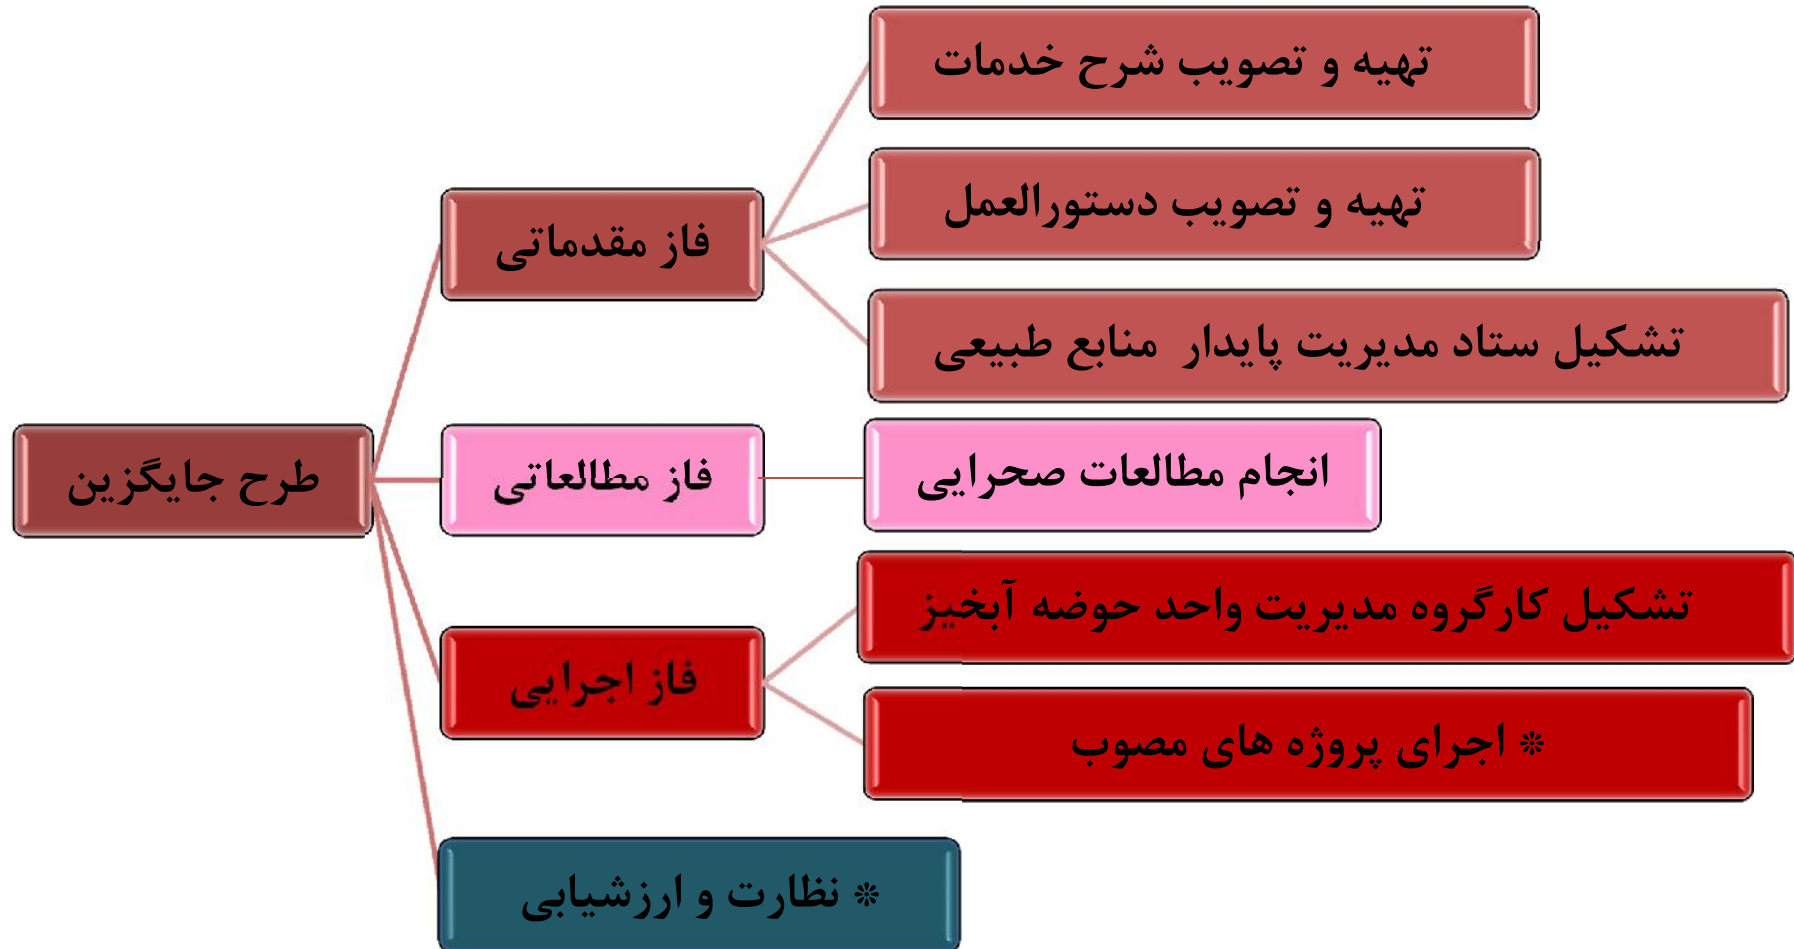 طرح جایگزین
فاز مقدماتی
تهیه و تصویب شرح خدمات
تهیه و تصویب دستورالعمل
تشکیل ستاد مدیریت پایدار منابع طبیعی
فاز مطالعاتی
انجام مطالعات صحرایی
فاز اجرایی
تشکیل کارگروه مدیریت واحد حوضه آبخیز
* اجرای پروژه های مصوب
* نظارت و ارزشیابی